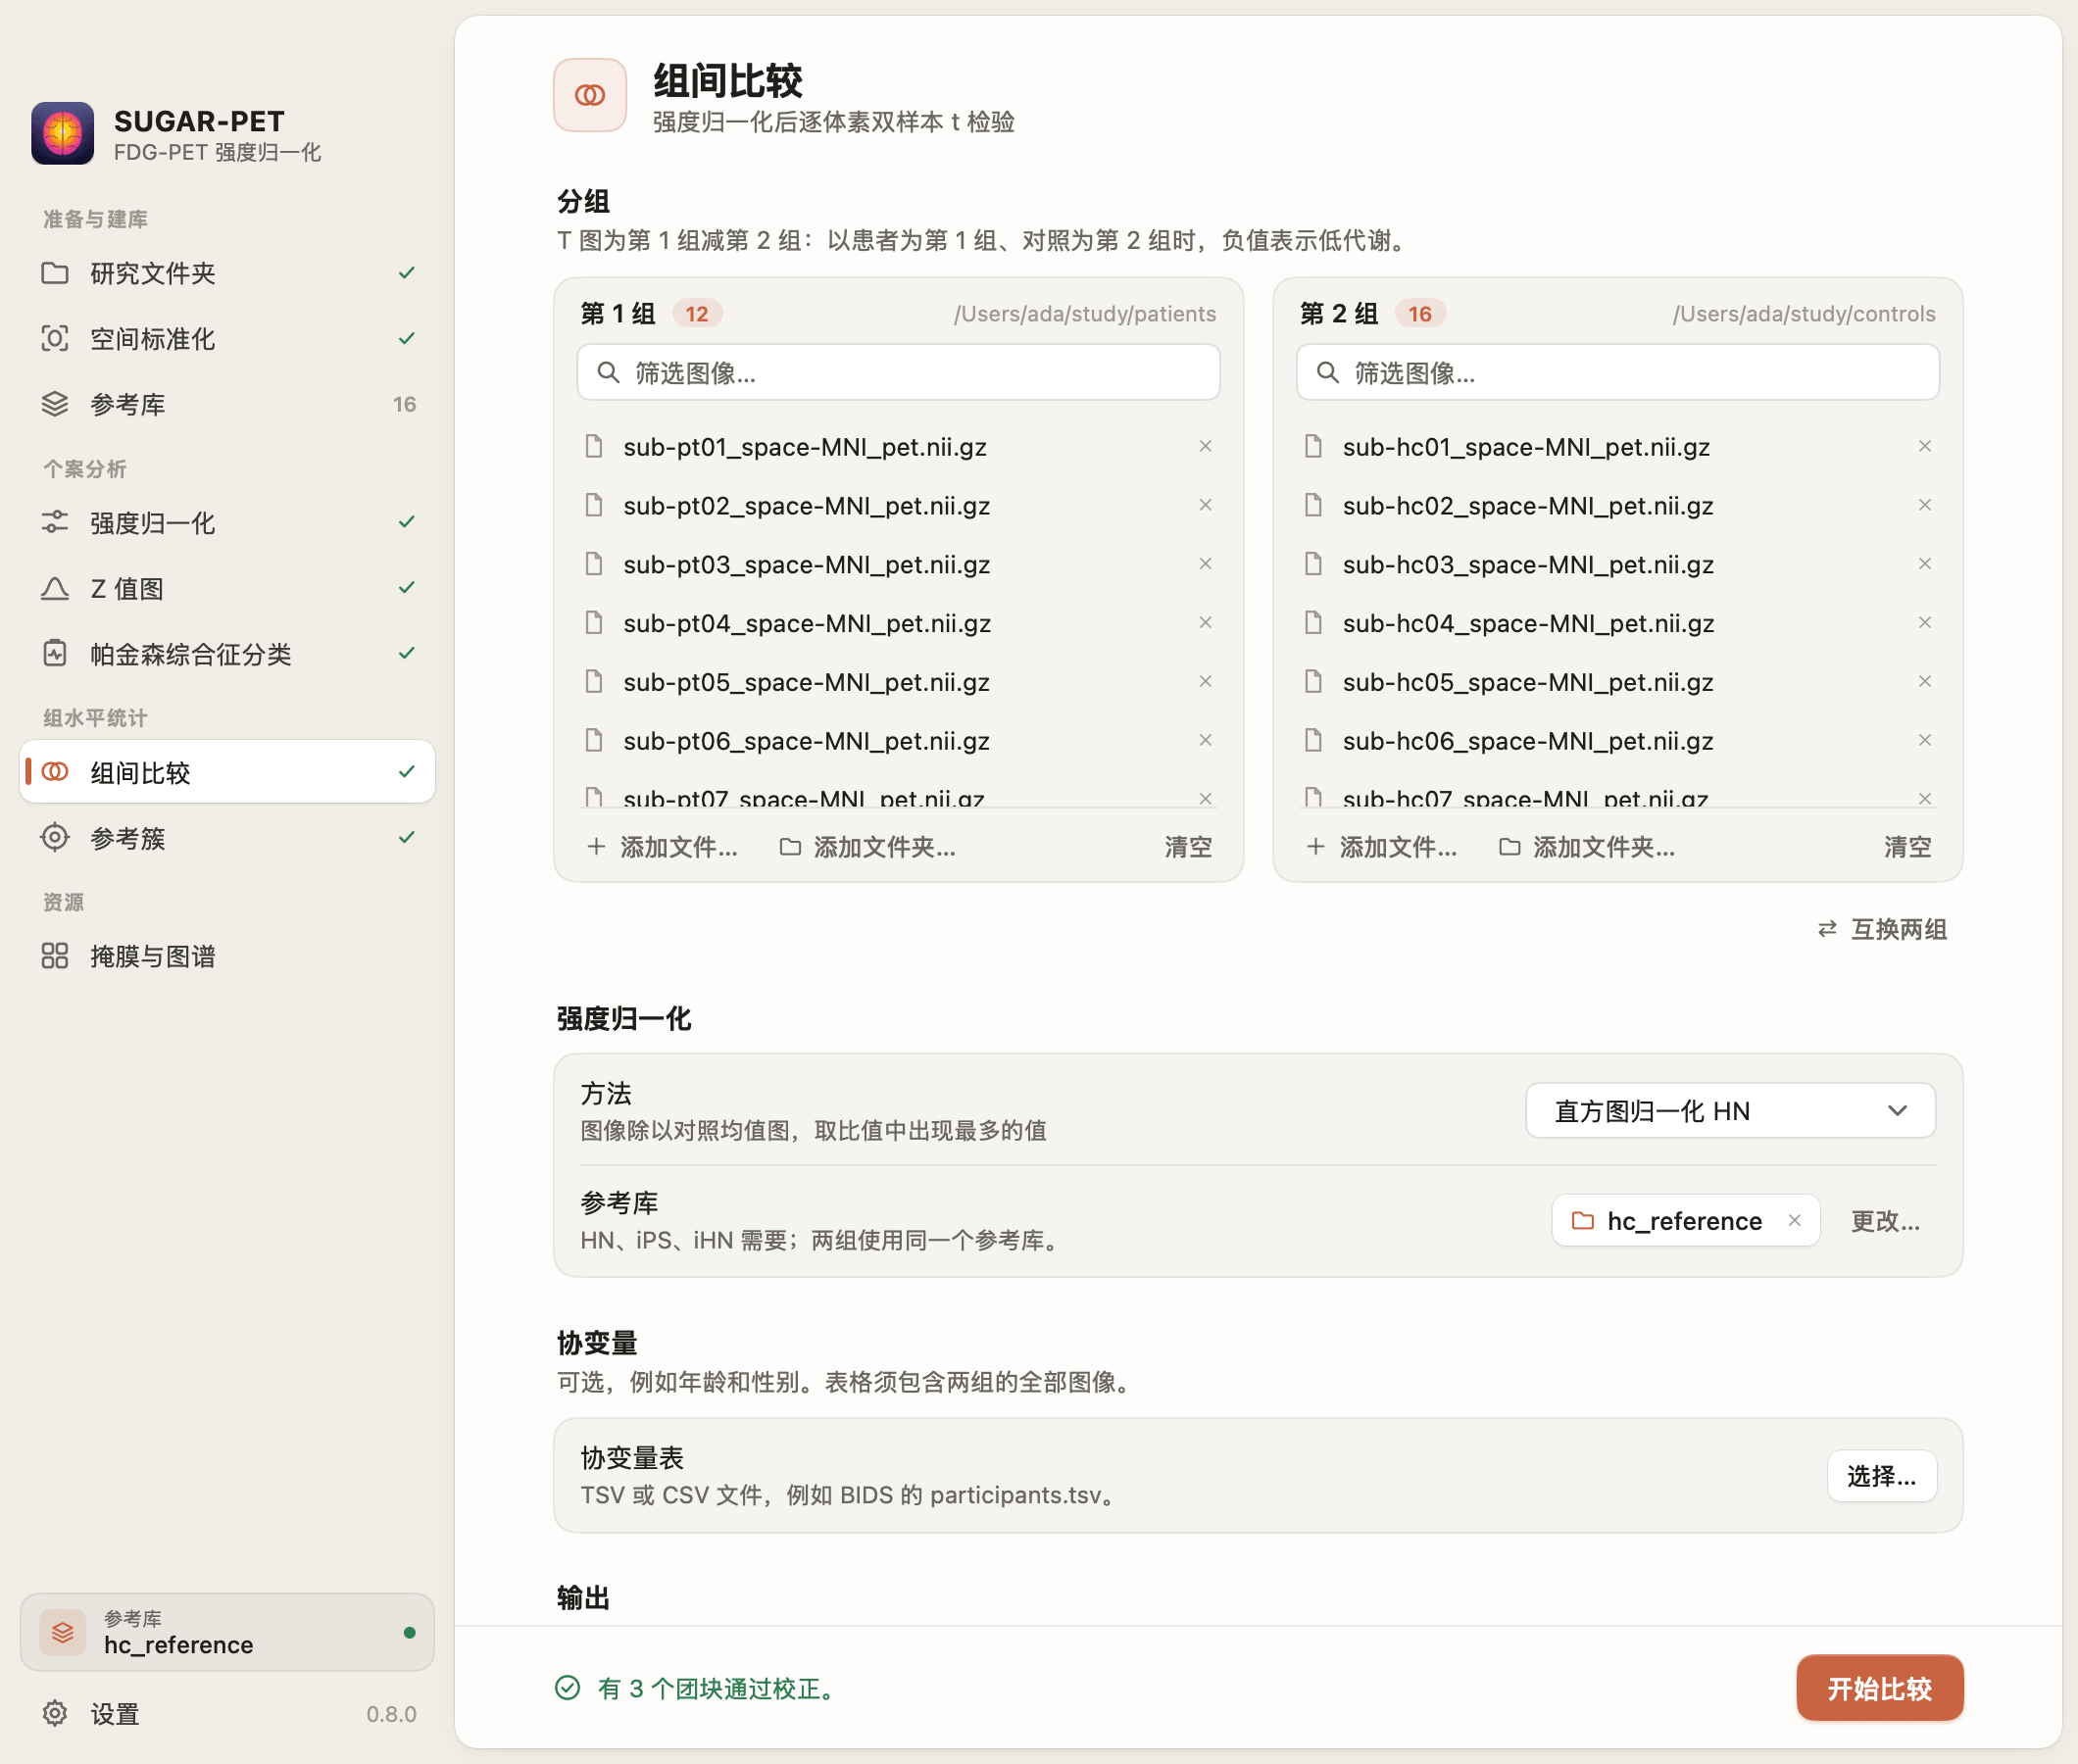 SUGAR-PET
FDG-PET 强度归一化
准备与建库
研究文件夹
空间标准化
参考库 16
个案分析
强度归一化
Z 值图
帕金森综合征分类
组水平统计
组间比较
参考簇
资源
掩膜与图谱
参考库
hc_reference
设置 0.8.0
组间比较
强度归一化后逐体素双样本 t 检验
分组
T 图为第 1 组减第 2 组：以患者为第 1 组、对照为第 2 组时，负值表示低代谢。
第 1 组 12 /Users/ada/study/patients
筛选图像...
sub-pt01_space-MNI_pet.nii.gz
sub-pt02_space-MNI_pet.nii.gz
sub-pt03_space-MNI_pet.nii.gz
sub-pt04_space-MNI_pet.nii.gz
sub-pt05_space-MNI_pet.nii.gz
sub-pt06_space-MNI_pet.nii.gz
sub-pt07_space-MNI_pet.nii.gz
添加文件... 添加文件夹... 清空
第 2 组 16 /Users/ada/study/controls
筛选图像...
sub-hc01_space-MNI_pet.nii.gz
sub-hc02_space-MNI_pet.nii.gz
sub-hc03_space-MNI_pet.nii.gz
sub-hc04_space-MNI_pet.nii.gz
sub-hc05_space-MNI_pet.nii.gz
sub-hc06_space-MNI_pet.nii.gz
sub-hc07_space-MNI_pet.nii.gz
添加文件... 添加文件夹... 清空
互换两组
强度归一化
方法
图像除以对照均值图，取比值中出现最多的值
直方图归一化 HN
参考库
HN、iPS、iHN 需要；两组使用同一个参考库。
hc_reference 更改...
协变量
可选，例如年龄和性别。表格须包含两组的全部图像。
协变量表
TSV 或 CSV 文件，例如 BIDS 的 participants.tsv。
选择...
输出
有 3 个团块通过校正。
开始比较